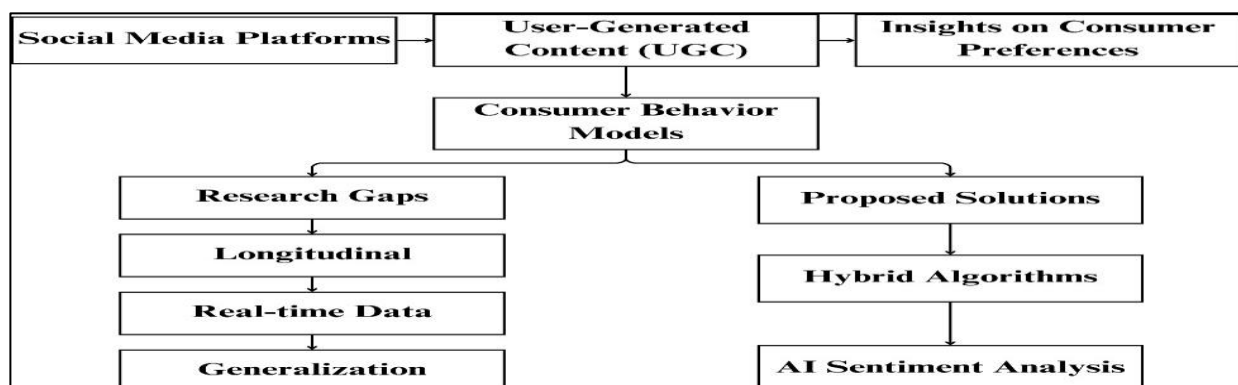 Social Media Platforms
User-Generated
Content (UGC)
Insights on Consumer
Preferences
Consumer Behavior
Models
Research Gaps
Longitudinal
Real-time Data
Generalization
Proposed Solutions
Hybrid Algorithms
AI Sentiment Analysis